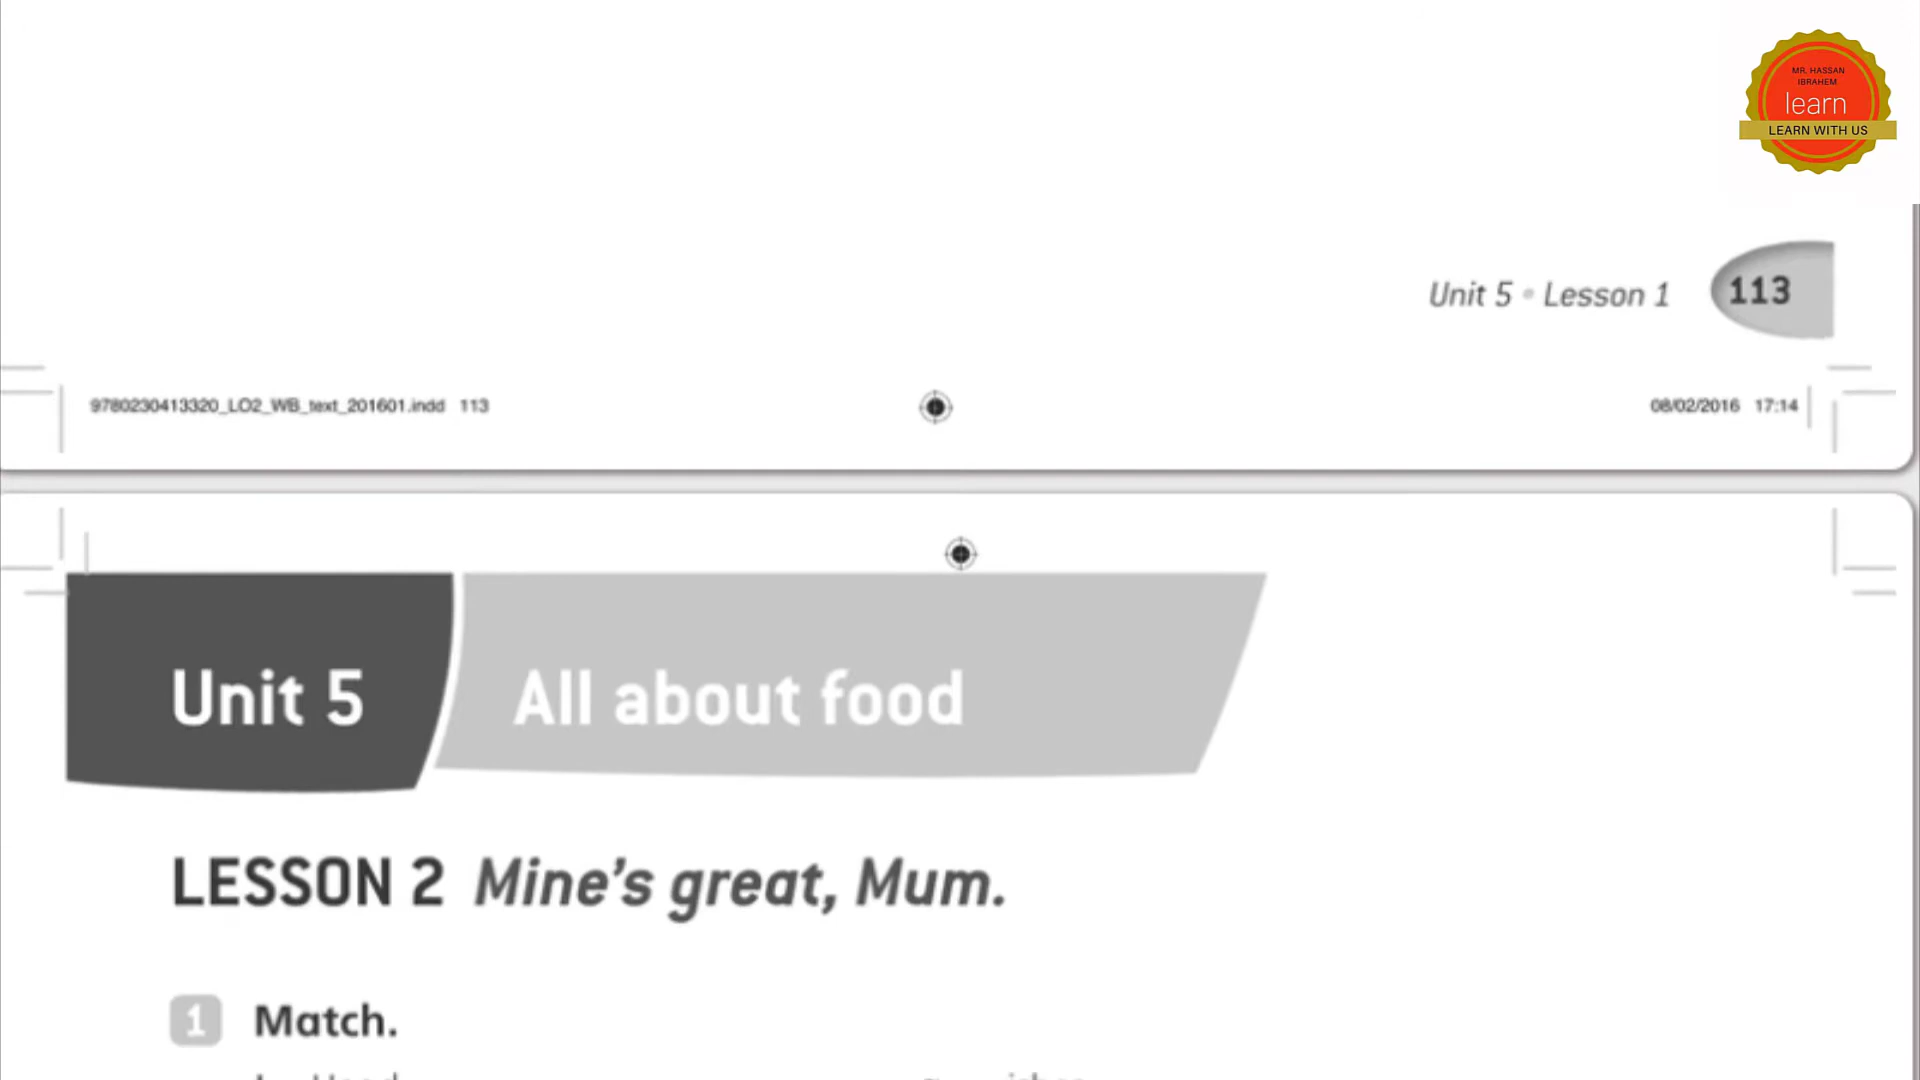 MR. HASSAN
IBRAHEM
learn
LEARN WITH US
Unit 5 • Lesson 1 113
9780230413320_LO2_WB_text_201601.indd 113 08/02/2016 17:14
Unit 5 All about food
LESSON 2 Mine's great, Mum.
1 Match.